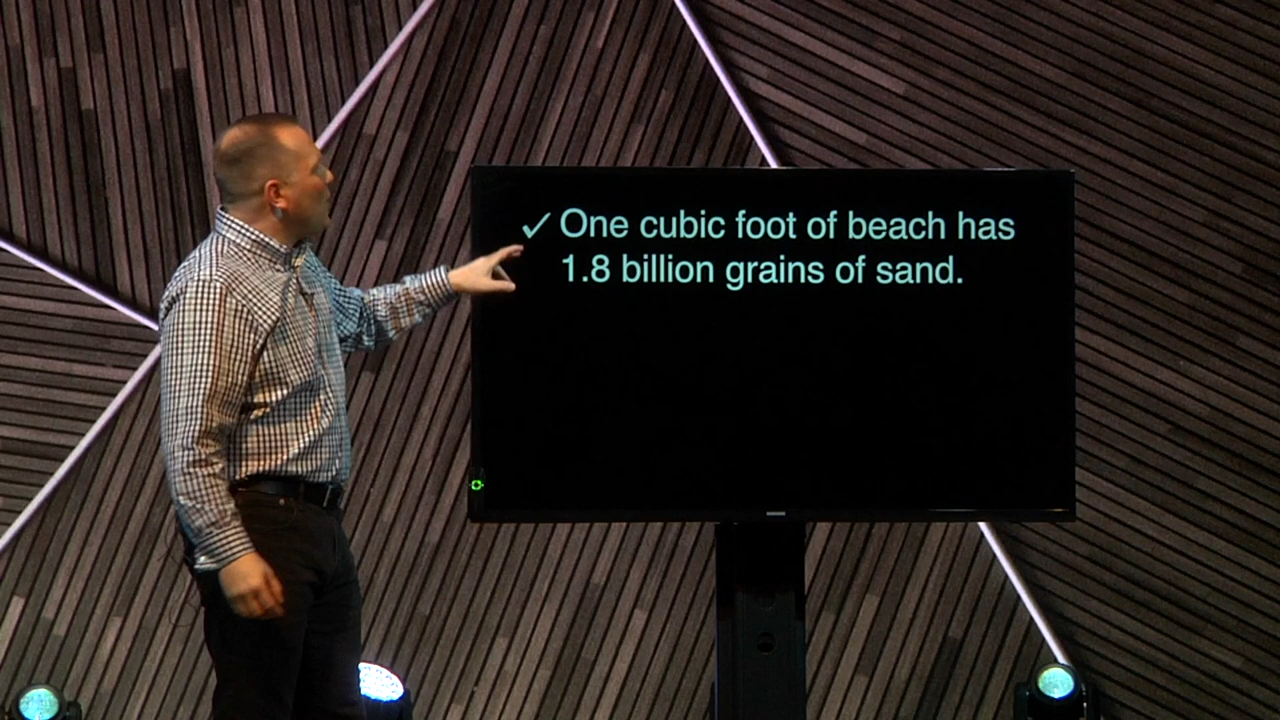 ✓ One cubic foot of beach has
1.8 billion grains of sand.